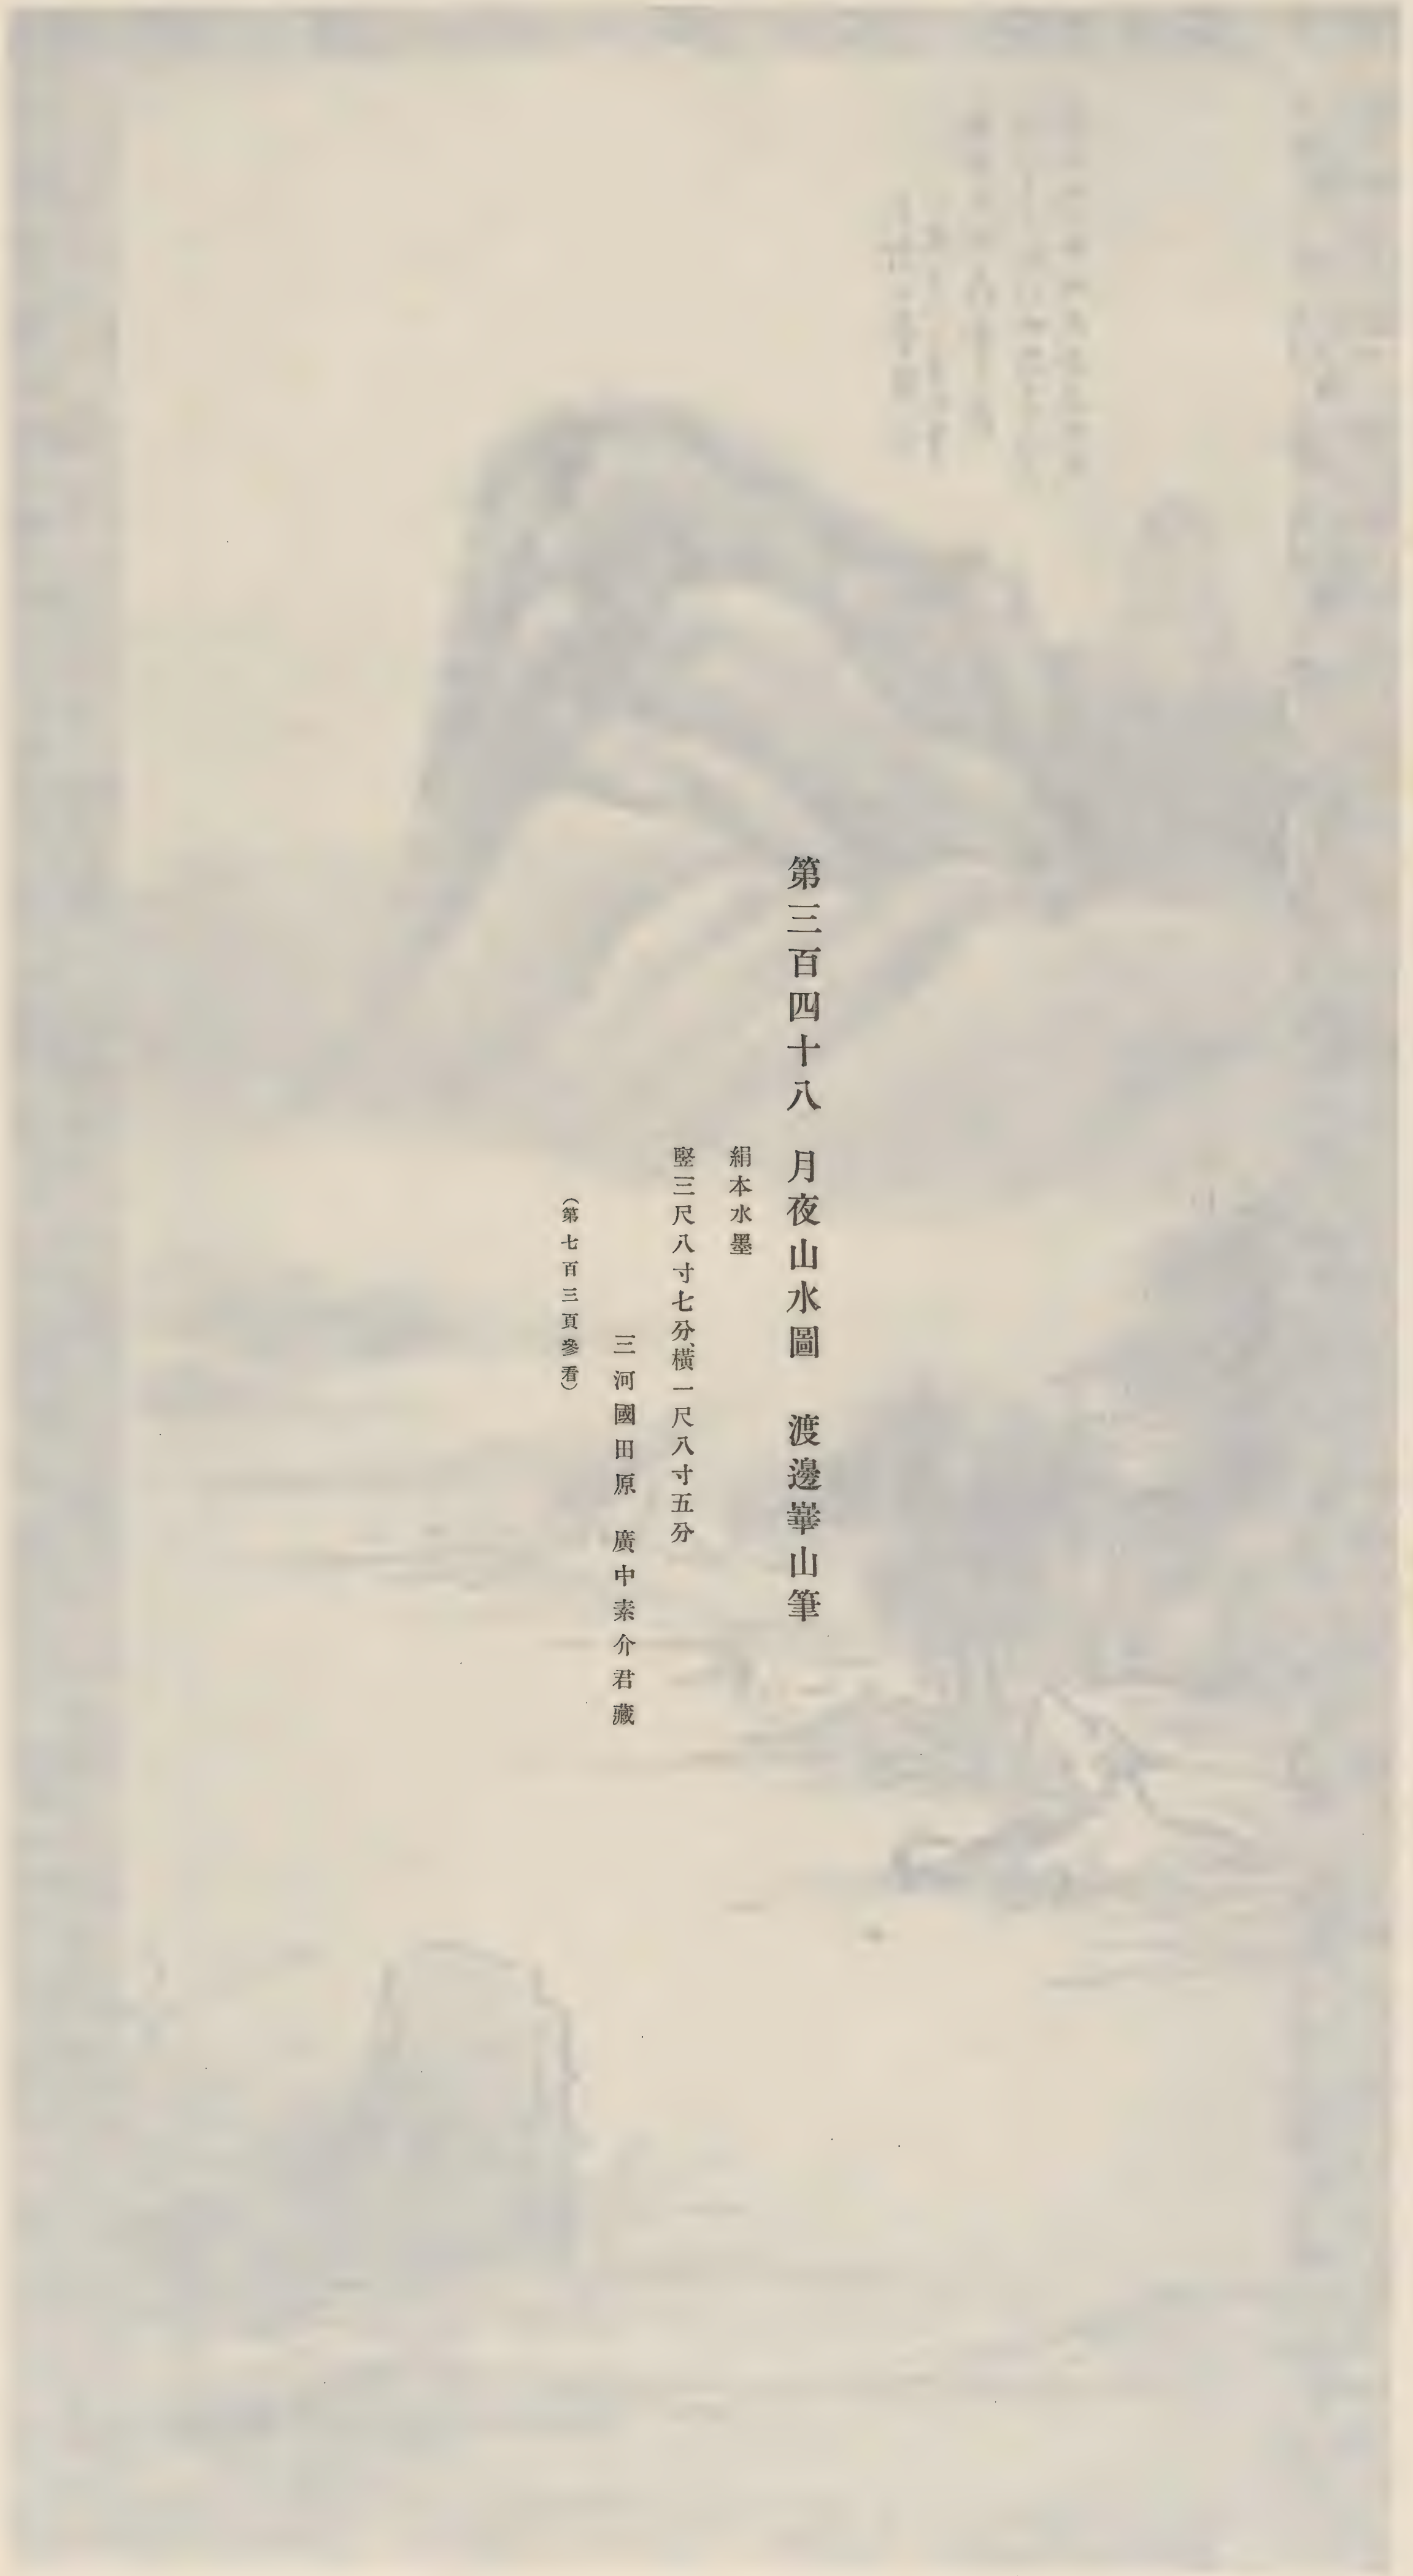 第三百四十八　月夜山水圖　渡邊崋山筆
絹本水墨
竪三尺八寸七分、橫一尺八寸五分
三河國田原　廣中素介君藏
（第七百三頁參看）